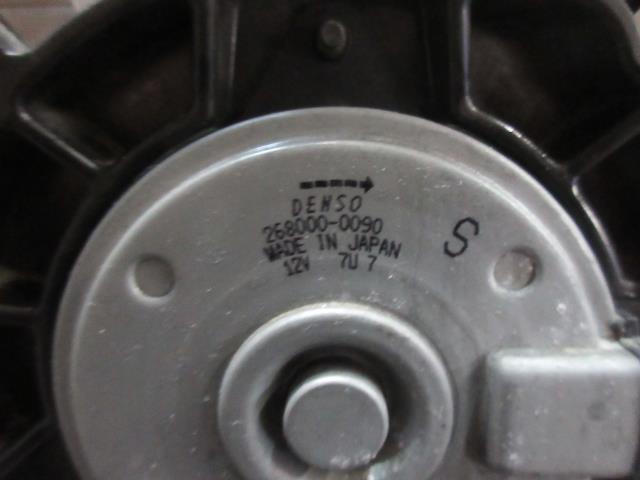 DENSO
268000-0090
MADE IN JAPAN
12V 7U 7
S